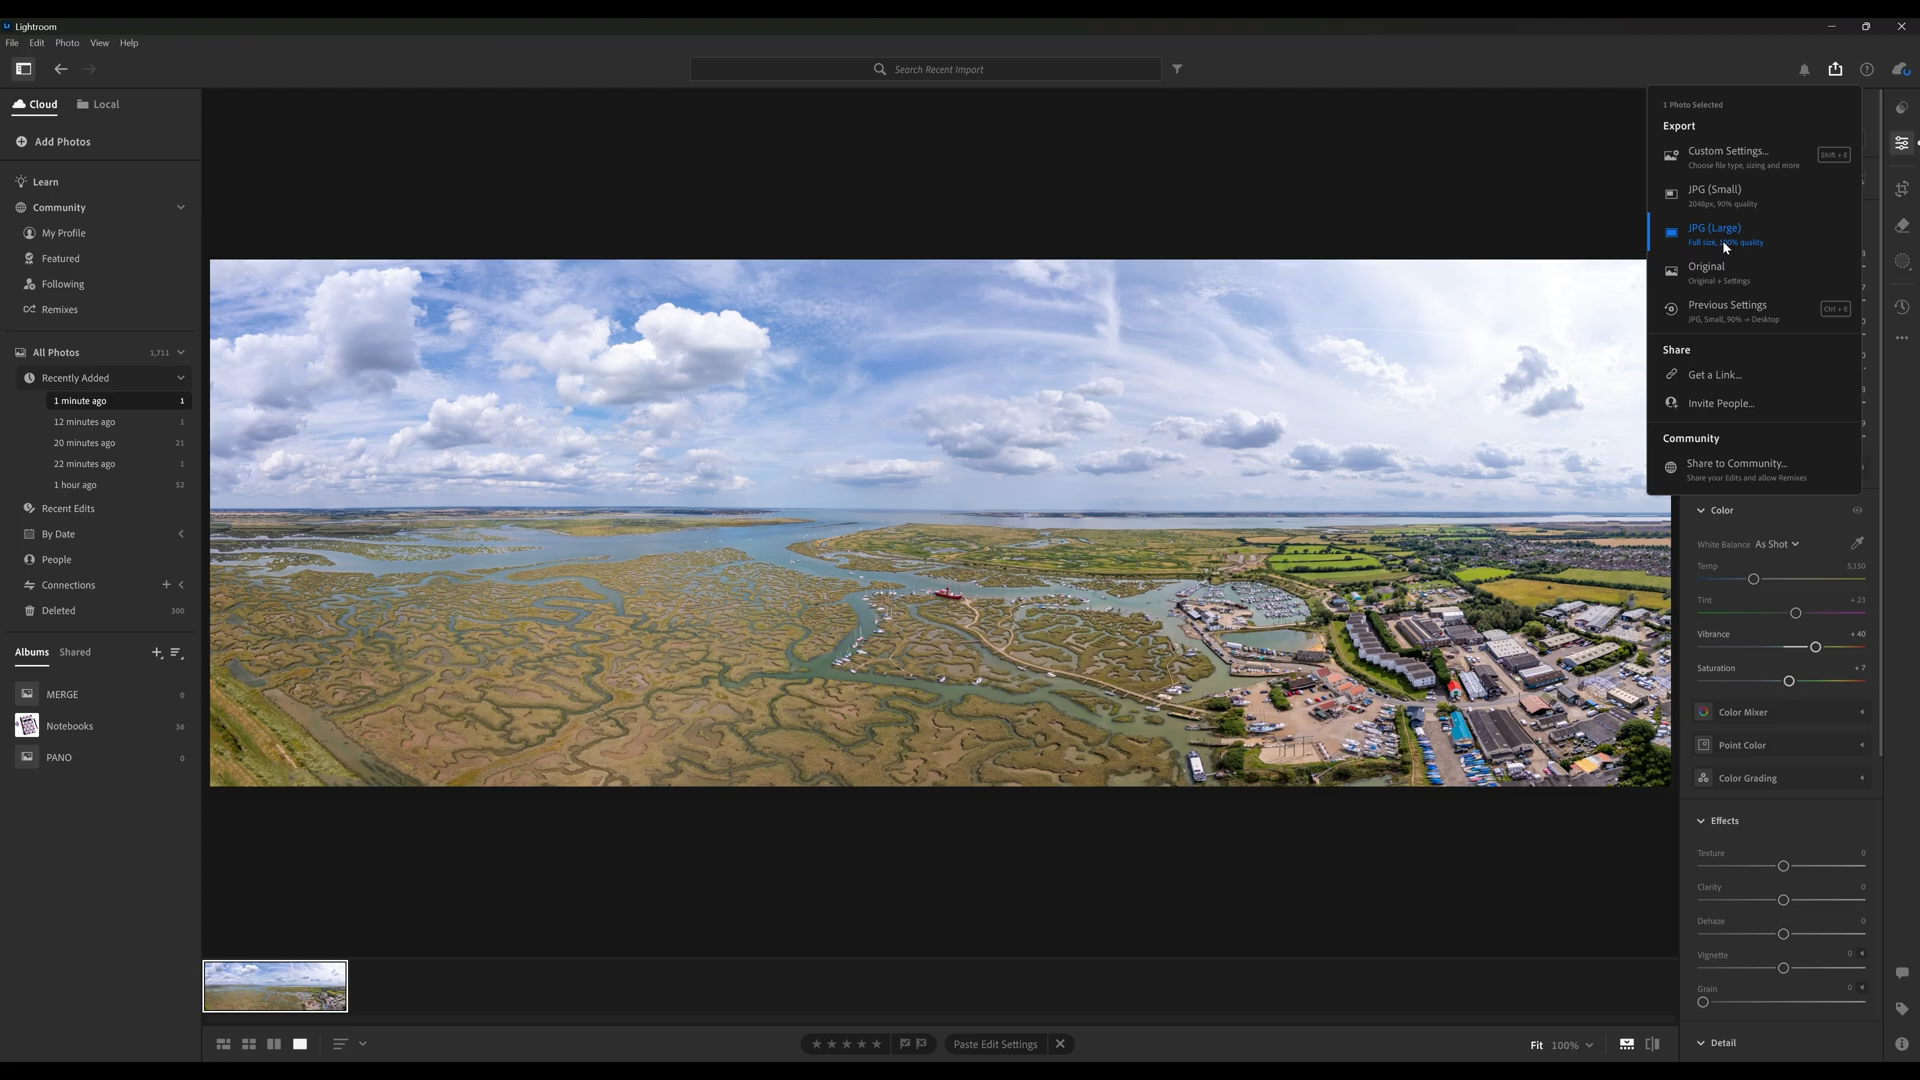 Lightroom
File Edit Photo View Help
Search Recent Import
Cloud Local
Add Photos
Learn
Community
My Profile
Featured
Following
Remixes
All Photos 1,711
Recently Added
1 minute ago 1
12 minutes ago 1
20 minutes ago 21
22 minutes ago 1
1 hour ago 52
Recent Edits
By Date
People
Connections
Deleted 300
Albums Shared
MERGE 0
Notebooks 36
PANO 0
1 Photo Selected
Export
Custom Settings... Shift + E
Choose file type, sizing and more
JPG (Small)
2048px, 90% quality
JPG (Large)
Full size, 100% quality
Original
Original + Settings
Previous Settings Ctrl + E
JPG, Small, 90% → Desktop
Share
Get a Link...
Invite People...
Community
Share to Community...
Share your Edits and allow Remixes
Color
White Balance As Shot
Temp 5,150
Tint + 23
Vibrance + 40
Saturation + 7
Color Mixer
Point Color
Color Grading
Effects
Texture 0
Clarity 0
Dehaze 0
Vignette 0
Grain 0
Detail
Paste Edit Settings
Fit 100%